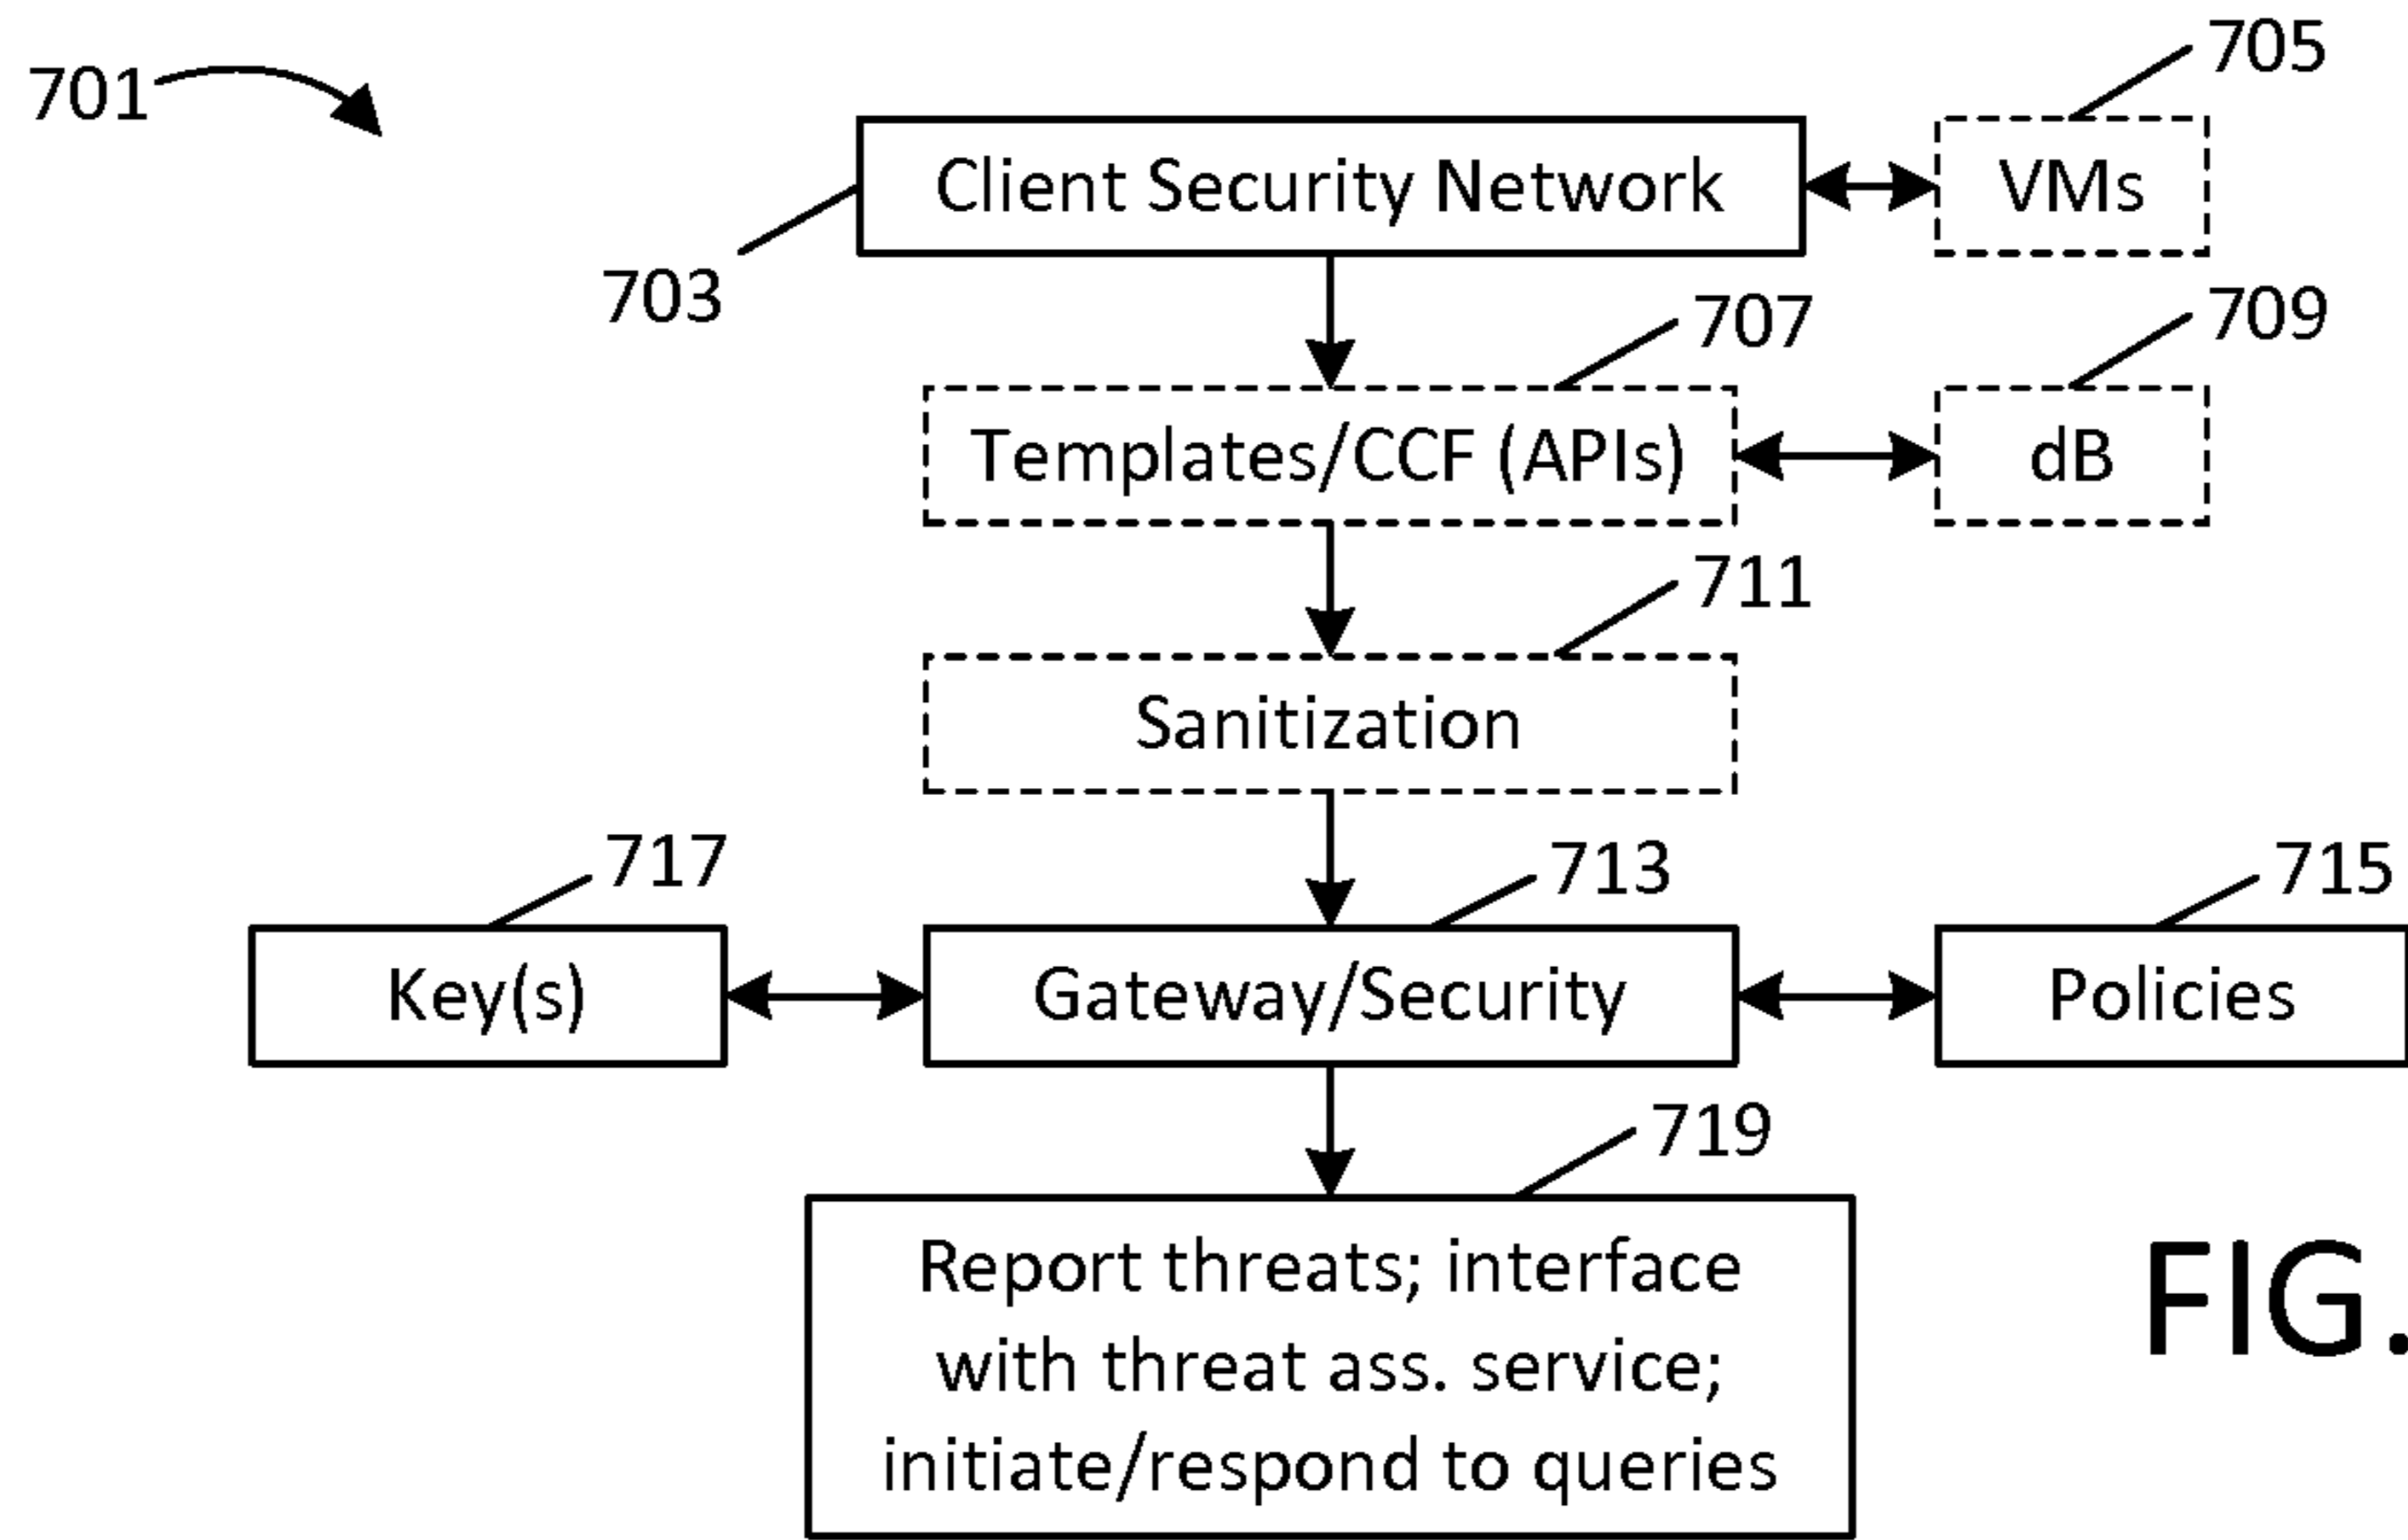 705
701
Client Security Network
VMs
703
707
709
Templates/CCF (APIs)
dB
711
Sanitization
717
713
715
Key(s)
Gateway/Security
Policies
719
Report threats; interface
with threat ass. service;
initiate/respond to queries
FIG.